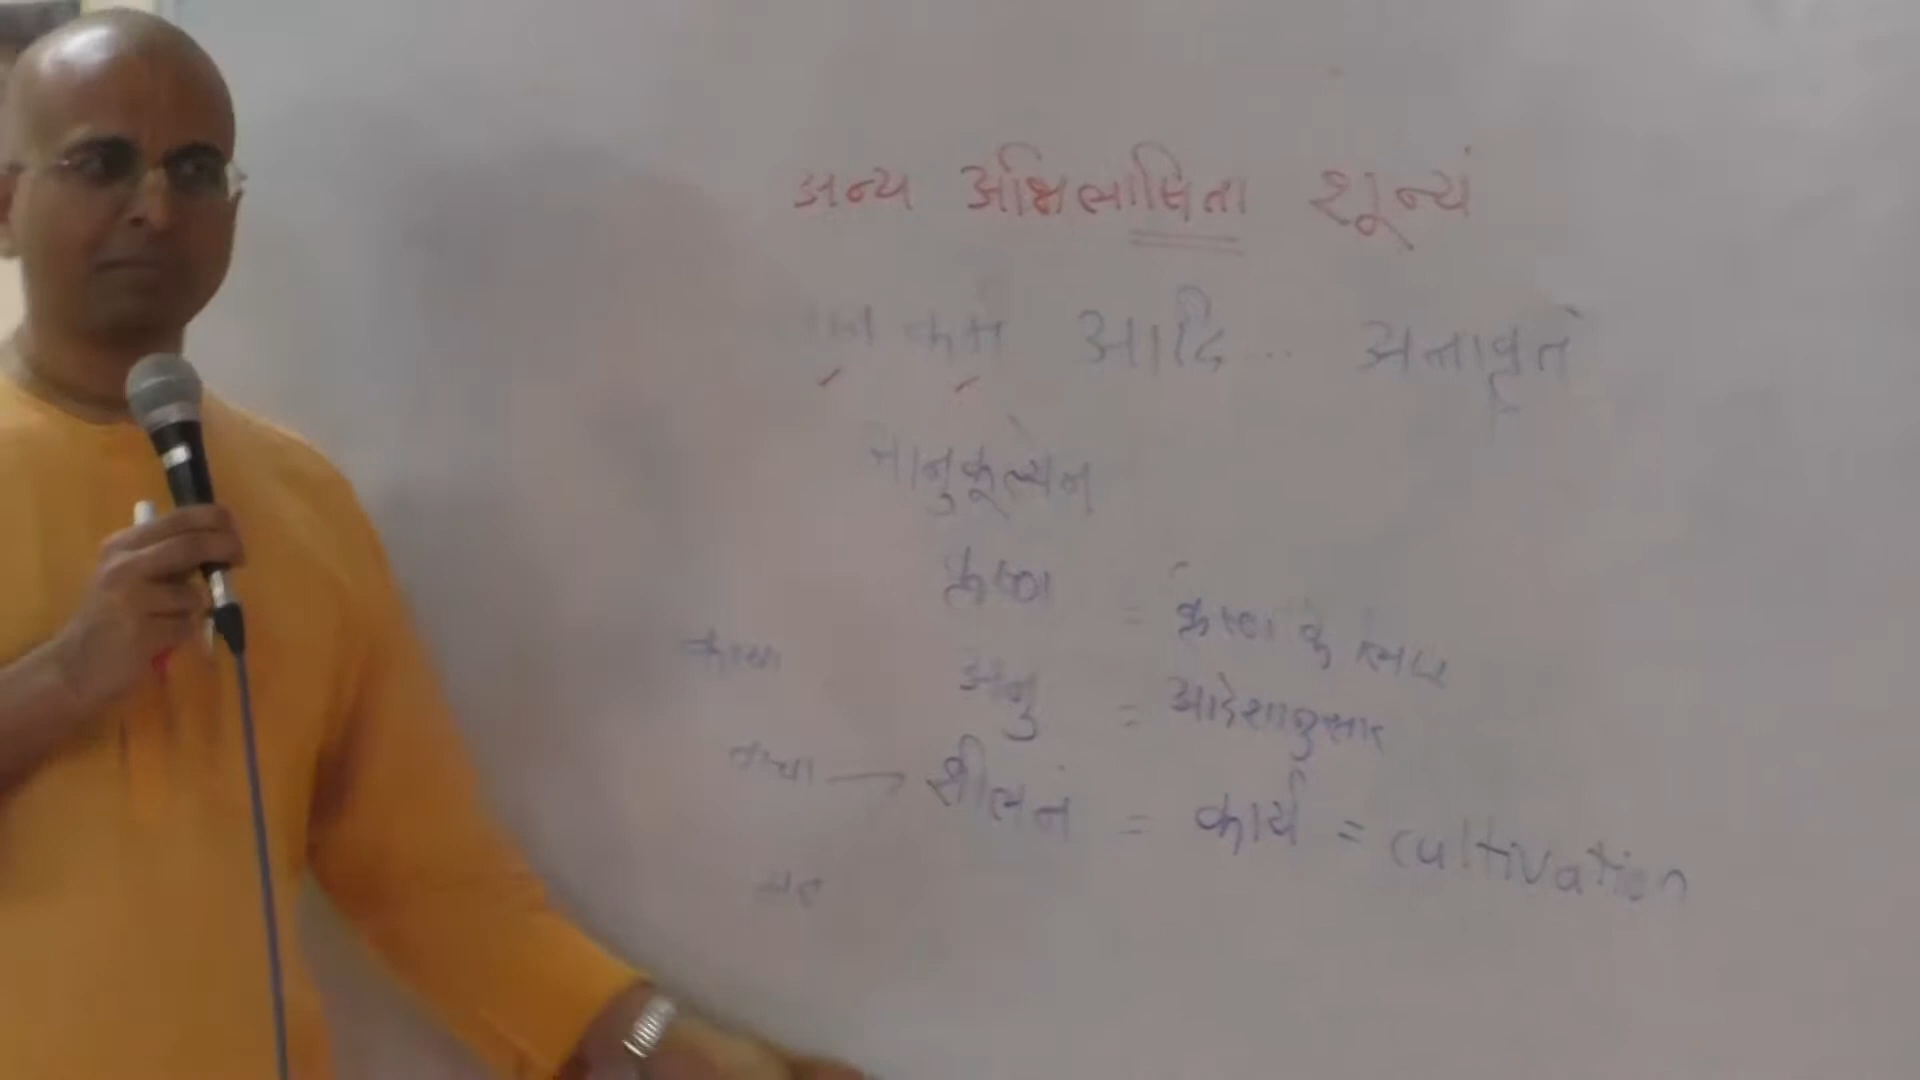 अन्य अभिलासिता शून्यं
कर्म आदि .. अनावृतं
आनुकूल्येन
कृष्ण = कृष्ण के लिए
काया अनु = आदेशानुसार
वाचा शीलनं = कार्य = cultivation